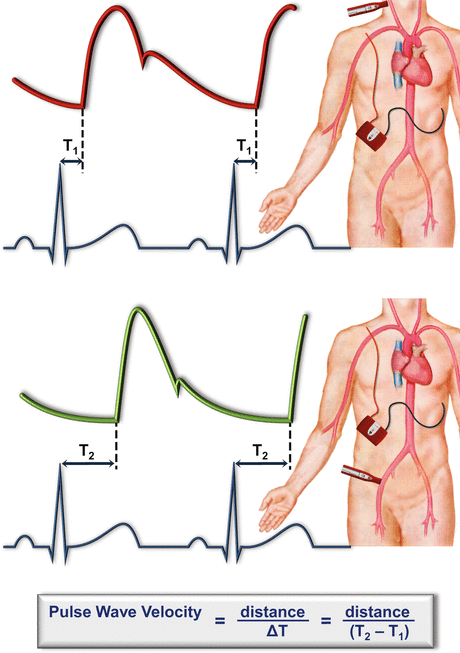 T₁ T₁
T₂ T₂
Pulse Wave Velocity = distance / ΔT = distance / (T₂ – T₁)